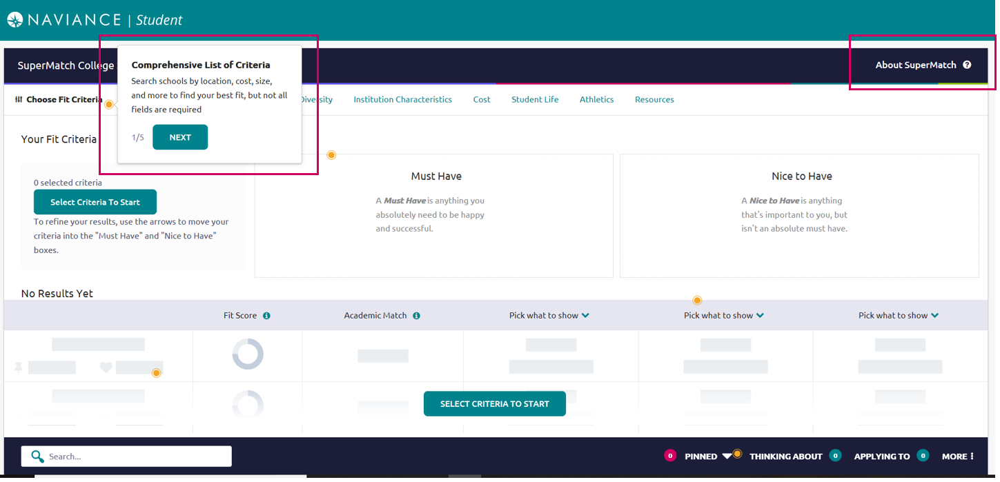 NAVIANCE | Student
SuperMatch College
About SuperMatch ?
Comprehensive List of Criteria
Search schools by location, cost, size,
and more to find your best fit, but not all
fields are required
1/5 NEXT
Choose Fit Criteria
Diversity Institution Characteristics Cost Student Life Athletics Resources
Your Fit Criteria
0 selected criteria
Select Criteria To Start
To refine your results, use the arrows to move your
criteria into the "Must Have" and "Nice to Have"
boxes.
Must Have
A Must Have is anything you
absolutely need to be happy
and successful.
Nice to Have
A Nice to Have is anything
that's important to you, but
isn't an absolute must have.
No Results Yet
Fit Score i Academic Match i Pick what to show Pick what to show Pick what to show
SELECT CRITERIA TO START
Search...
0 PINNED THINKING ABOUT 0 APPLYING TO 0 MORE